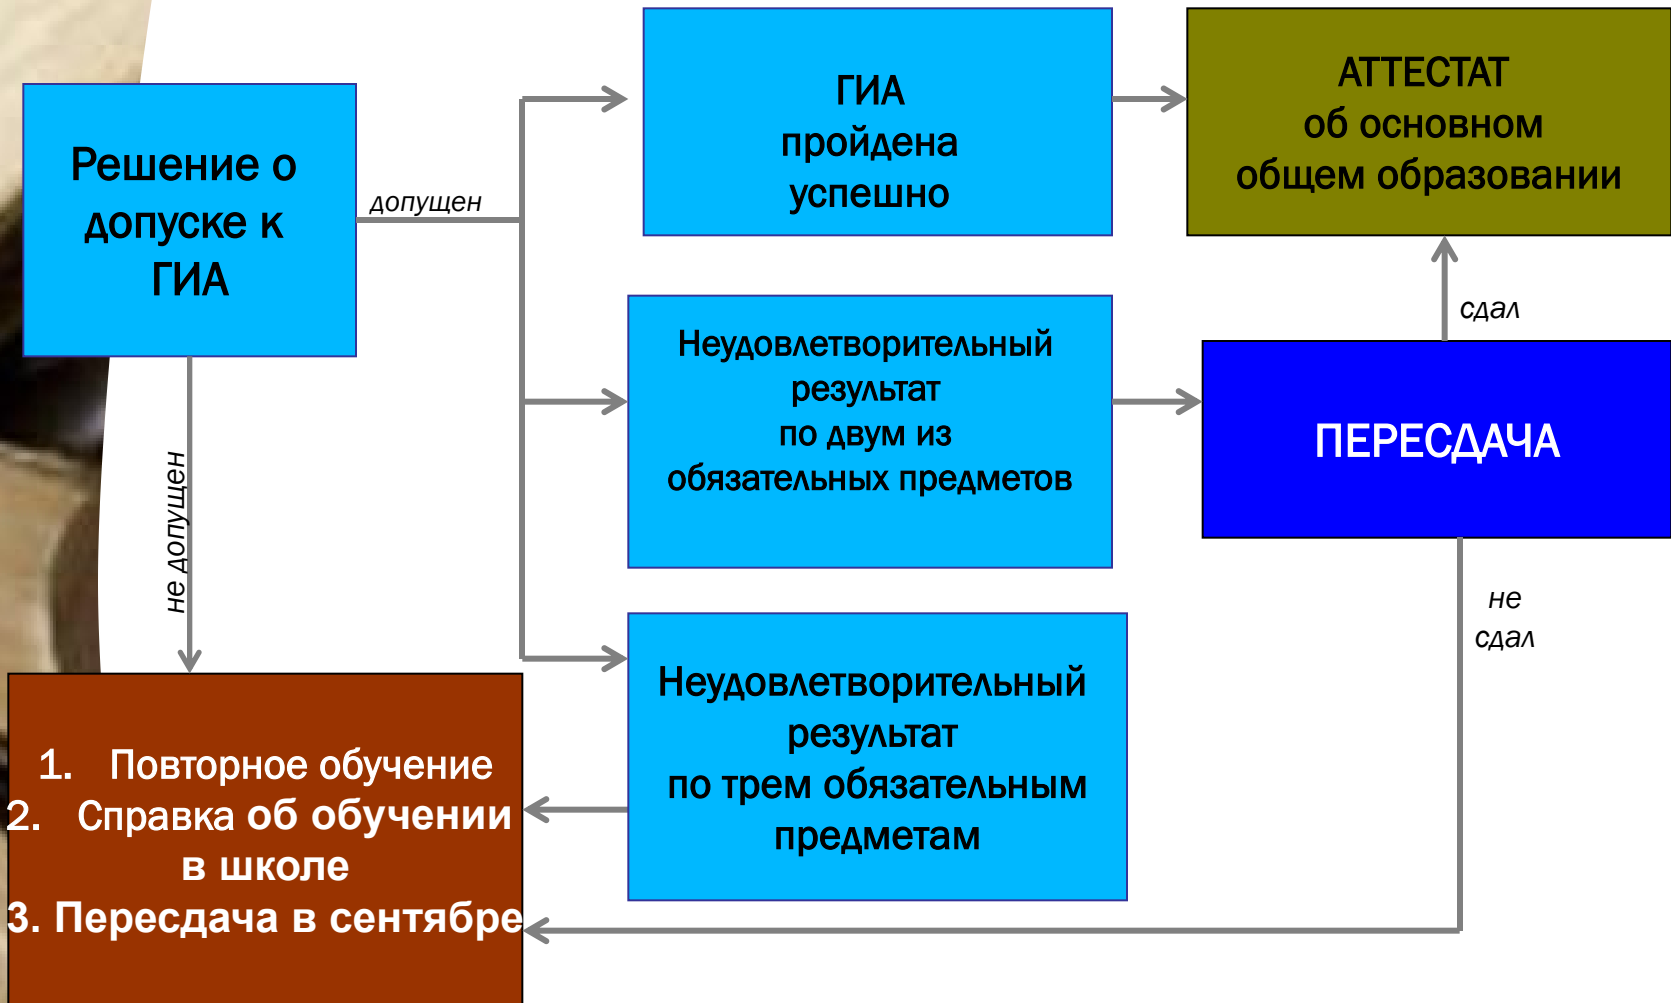 Решение о
допуске к
ГИА
допущен
не допущен
ГИА
пройдена
успешно
АТТЕСТАТ
об основном
общем образовании
Неудовлетворительный
результат
по двум из
обязательных предметов
сдал
ПЕРЕСДАЧА
не
сдал
Неудовлетворительный
результат
по трем обязательным
предметам
1. Повторное обучение
2. Справка об обучении
в школе
3. Пересдача в сентябре